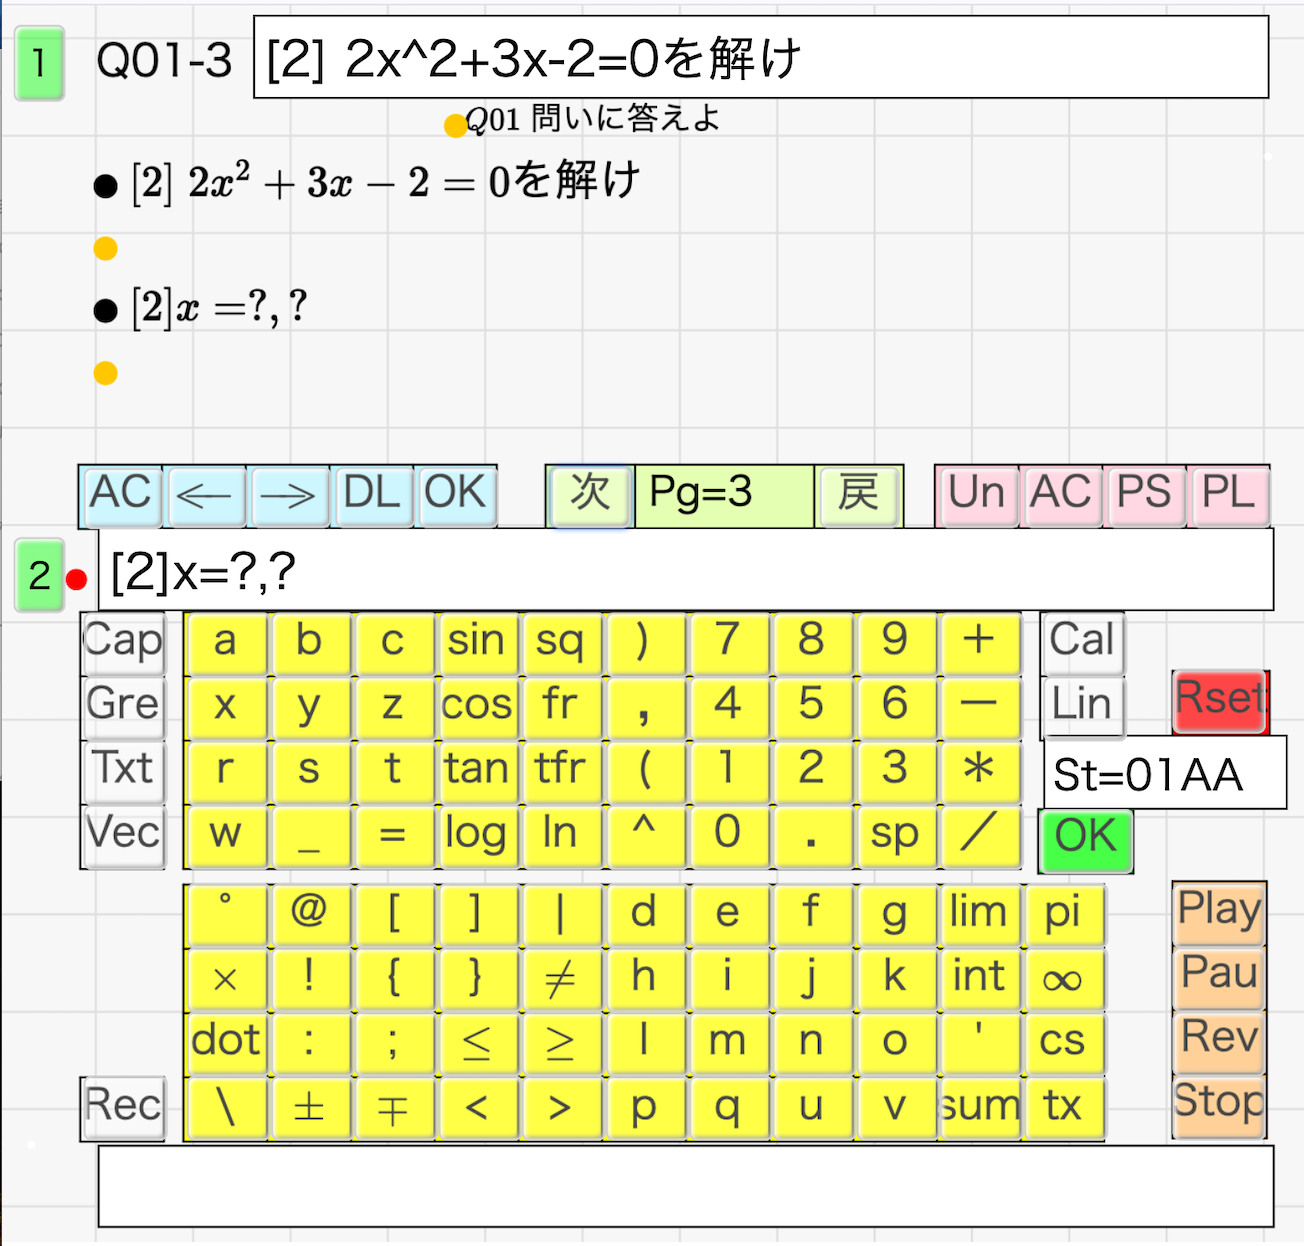 1 Q01-3 [2] 2x^2+3x-2=0を解け
Q01 問いに答えよ
[2] 2x² + 3x − 2 = 0を解け
[2]x =?, ?
AC ← → DL OK 次 Pg=3 戻 Un AC PS PL
2 [2]x=?,?
Cap a b c sin sq ) 7 8 9 + Cal
Gre x y z cos fr , 4 5 6 − Lin Rset
Txt r s t tan tfr ( 1 2 3 * St=01AA
Vec w _ = log ln ^ 0 . sp / OK
° @ [ ] | d e f g lim pi Play
× ! { } ≠ h i j k int ∞ Pau
dot : ; ≤ ≥ l m n o ' cs Rev
Rec \ ± ∓ < > p q u v sum tx Stop